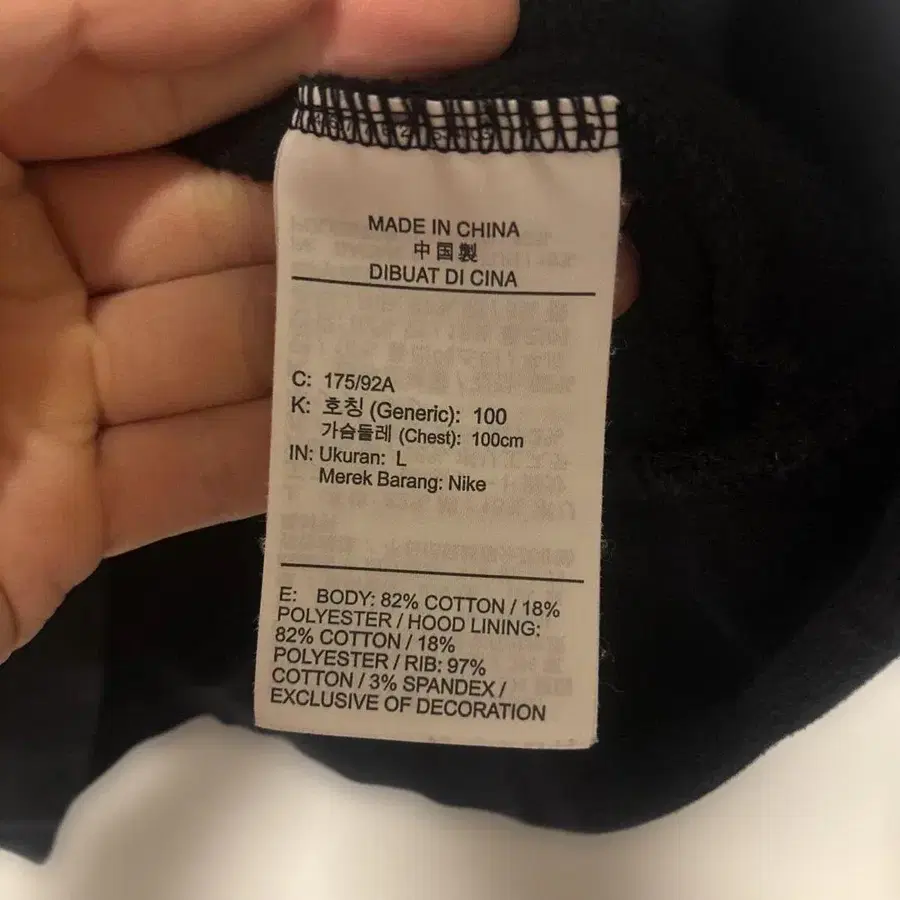 MADE IN CHINA
中国製
DIBUAT DI CINA
C: 175/92A
K: 호칭 (Generic): 100
가슴둘레 (Chest): 100cm
IN: Ukuran: L
Merek Barang: Nike
E: BODY: 82% COTTON / 18%
POLYESTER / HOOD LINING:
82% COTTON / 18%
POLYESTER / RIB: 97%
COTTON / 3% SPANDEX /
EXCLUSIVE OF DECORATION